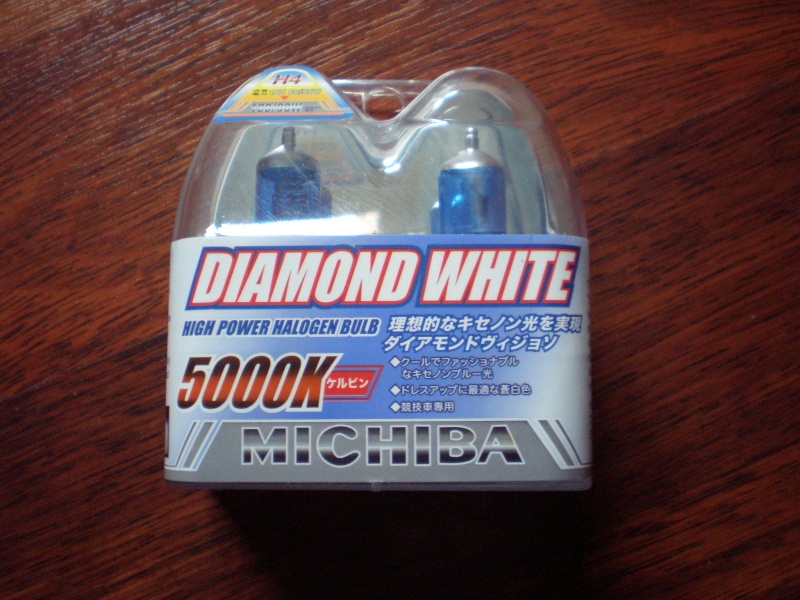 H4
DIAMOND WHITE
HIGH POWER HALOGEN BULB
理想的なキセノン光を実現
ダイアモンドヴィジョン
5000K
ケルビン
◆クールでファッショナブル
なキセノンブルー光
◆ドレスアップに最適な蒼白色
◆競技車専用
MICHIBA